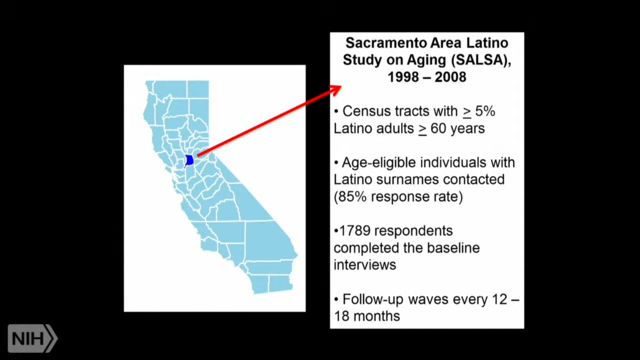 Sacramento Area Latino
Study on Aging (SALSA),
1998 – 2008
• Census tracts with ≥ 5%
Latino adults ≥ 60 years
• Age-eligible individuals with
Latino surnames contacted
(85% response rate)
•1789 respondents
completed the baseline
interviews
• Follow-up waves every 12 –
18 months
NIH